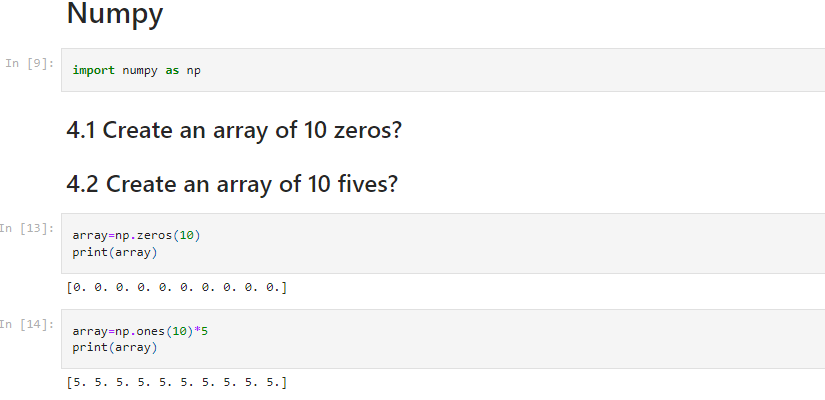 Numpy
In [9]:
import numpy as np
4.1 Create an array of 10 zeros?
4.2 Create an array of 10 fives?
In [13]:
array=np.zeros(10)
print(array)
[0. 0. 0. 0. 0. 0. 0. 0. 0. 0.]
In [14]:
array=np.ones(10)*5
print(array)
[5. 5. 5. 5. 5. 5. 5. 5. 5. 5.]